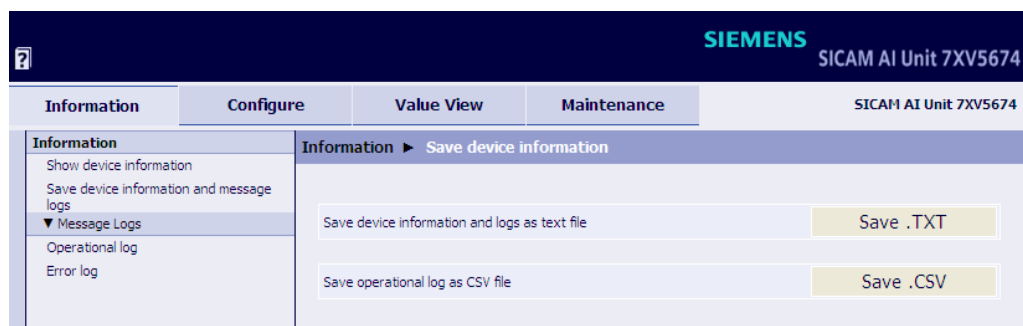 ?
SIEMENS
SICAM AI Unit 7XV5674
Information
Configure
Value View
Maintenance
SICAM AI Unit 7XV5674
Information
Show device information
Save device information and message
logs
▼ Message Logs
Operational log
Error log
Information ► Save device information
Save device information and logs as text file
Save .TXT
Save operational log as CSV file
Save .CSV